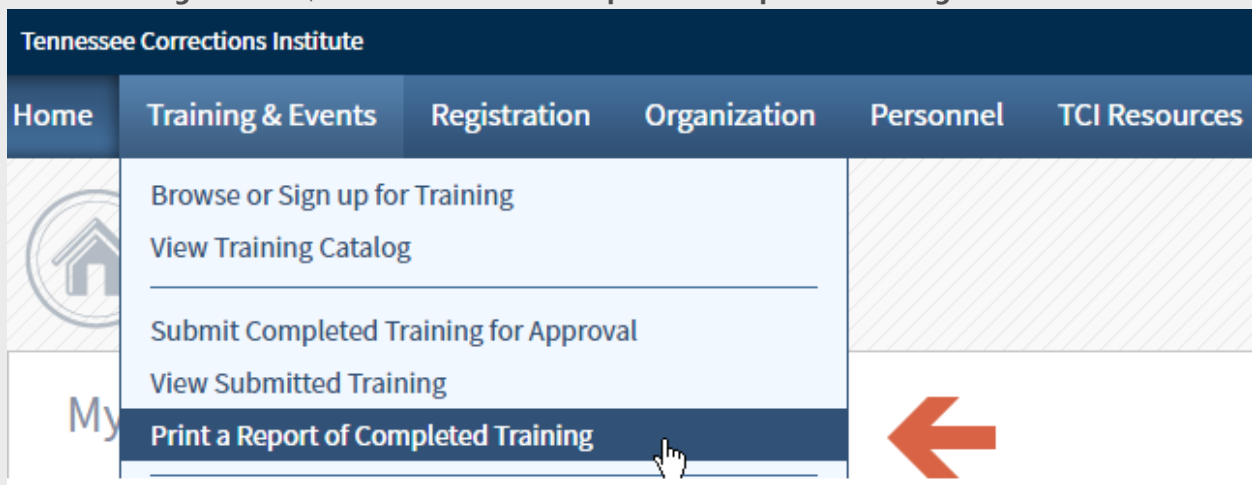 Tennessee Corrections Institute
Home Training & Events Registration Organization Personnel TCI Resources
Browse or Sign up for Training
View Training Catalog
Submit Completed Training for Approval
View Submitted Training
My
Print a Report of Completed Training